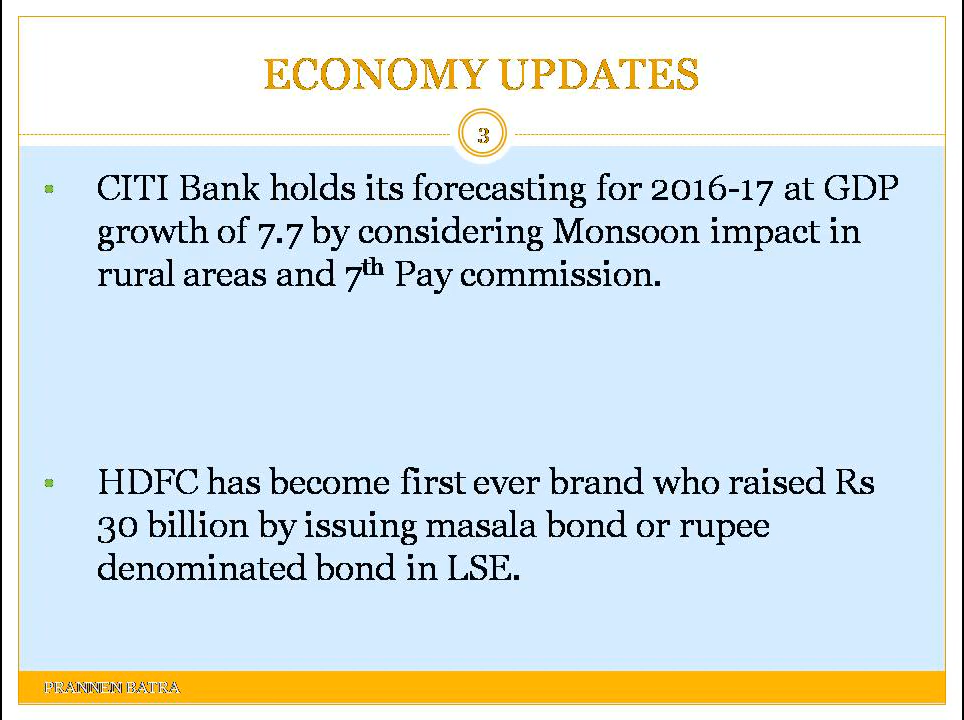 ECONOMY UPDATES
3
▪ CITI Bank holds its forecasting for 2016-17 at GDP
growth of 7.7 by considering Monsoon impact in
rural areas and 7th Pay commission.
▪ HDFC has become first ever brand who raised Rs
30 billion by issuing masala bond or rupee
denominated bond in LSE.
PRANNEN BATRA